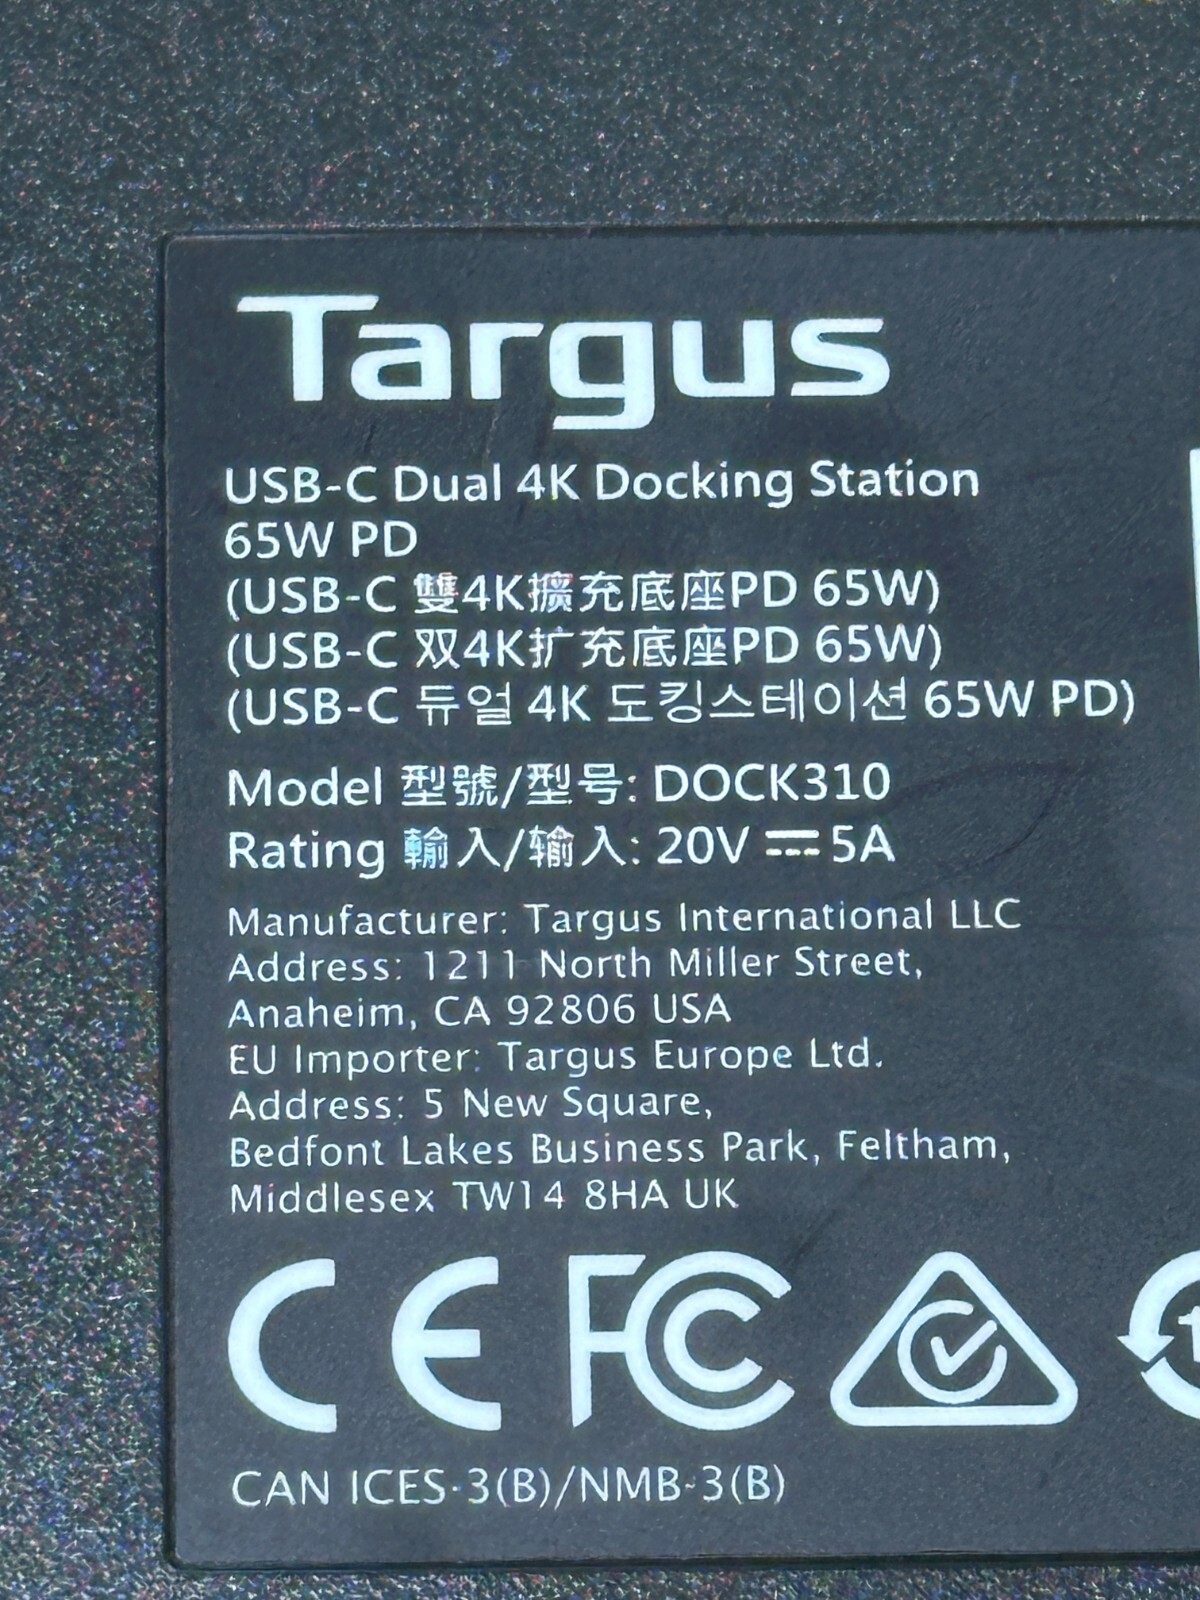 Targus
USB-C Dual 4K Docking Station
65W PD
(USB-C 雙4K擴充底座PD 65W)
(USB-C 双4K扩充底座PD 65W)
(USB-C 듀얼 4K 도킹스테이션 65W PD)
Model 型號/型号: DOCK310
Rating 輸入/输入: 20V ⎓ 5A
Manufacturer: Targus International LLC
Address: 1211 North Miller Street,
Anaheim, CA 92806 USA
EU Importer: Targus Europe Ltd.
Address: 5 New Square,
Bedfont Lakes Business Park, Feltham,
Middlesex TW14 8HA UK
CE FC
CAN ICES-3(B)/NMB-3(B)